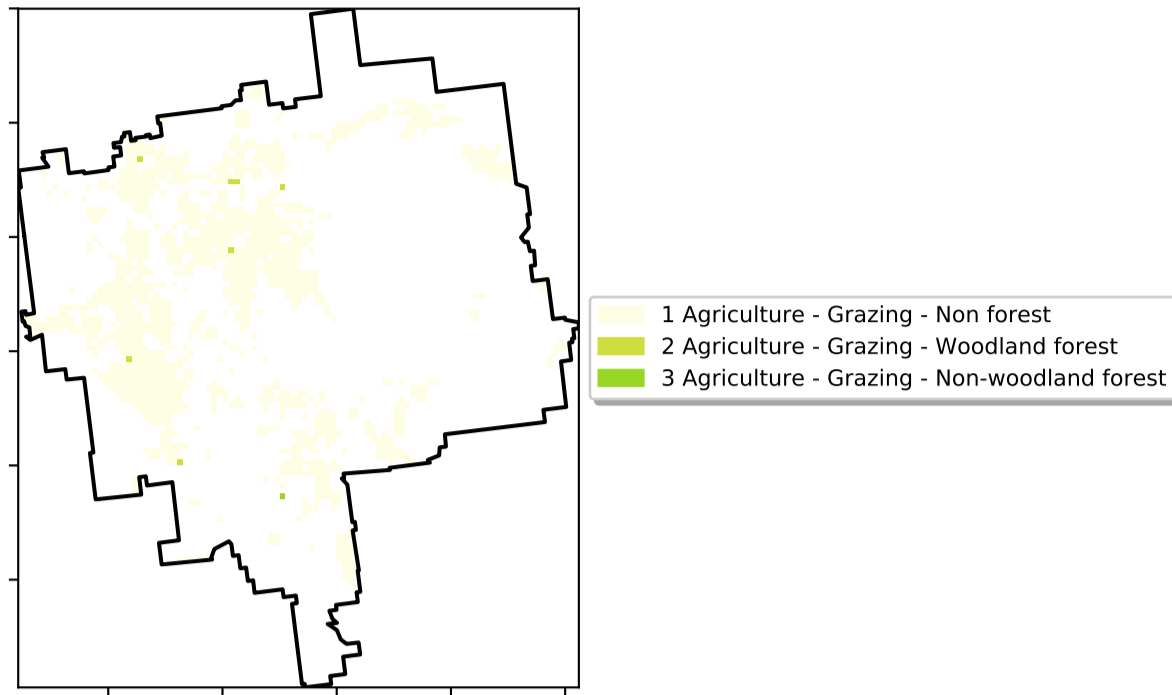 1 Agriculture - Grazing - Non forest
2 Agriculture - Grazing - Woodland forest
3 Agriculture - Grazing - Non-woodland forest